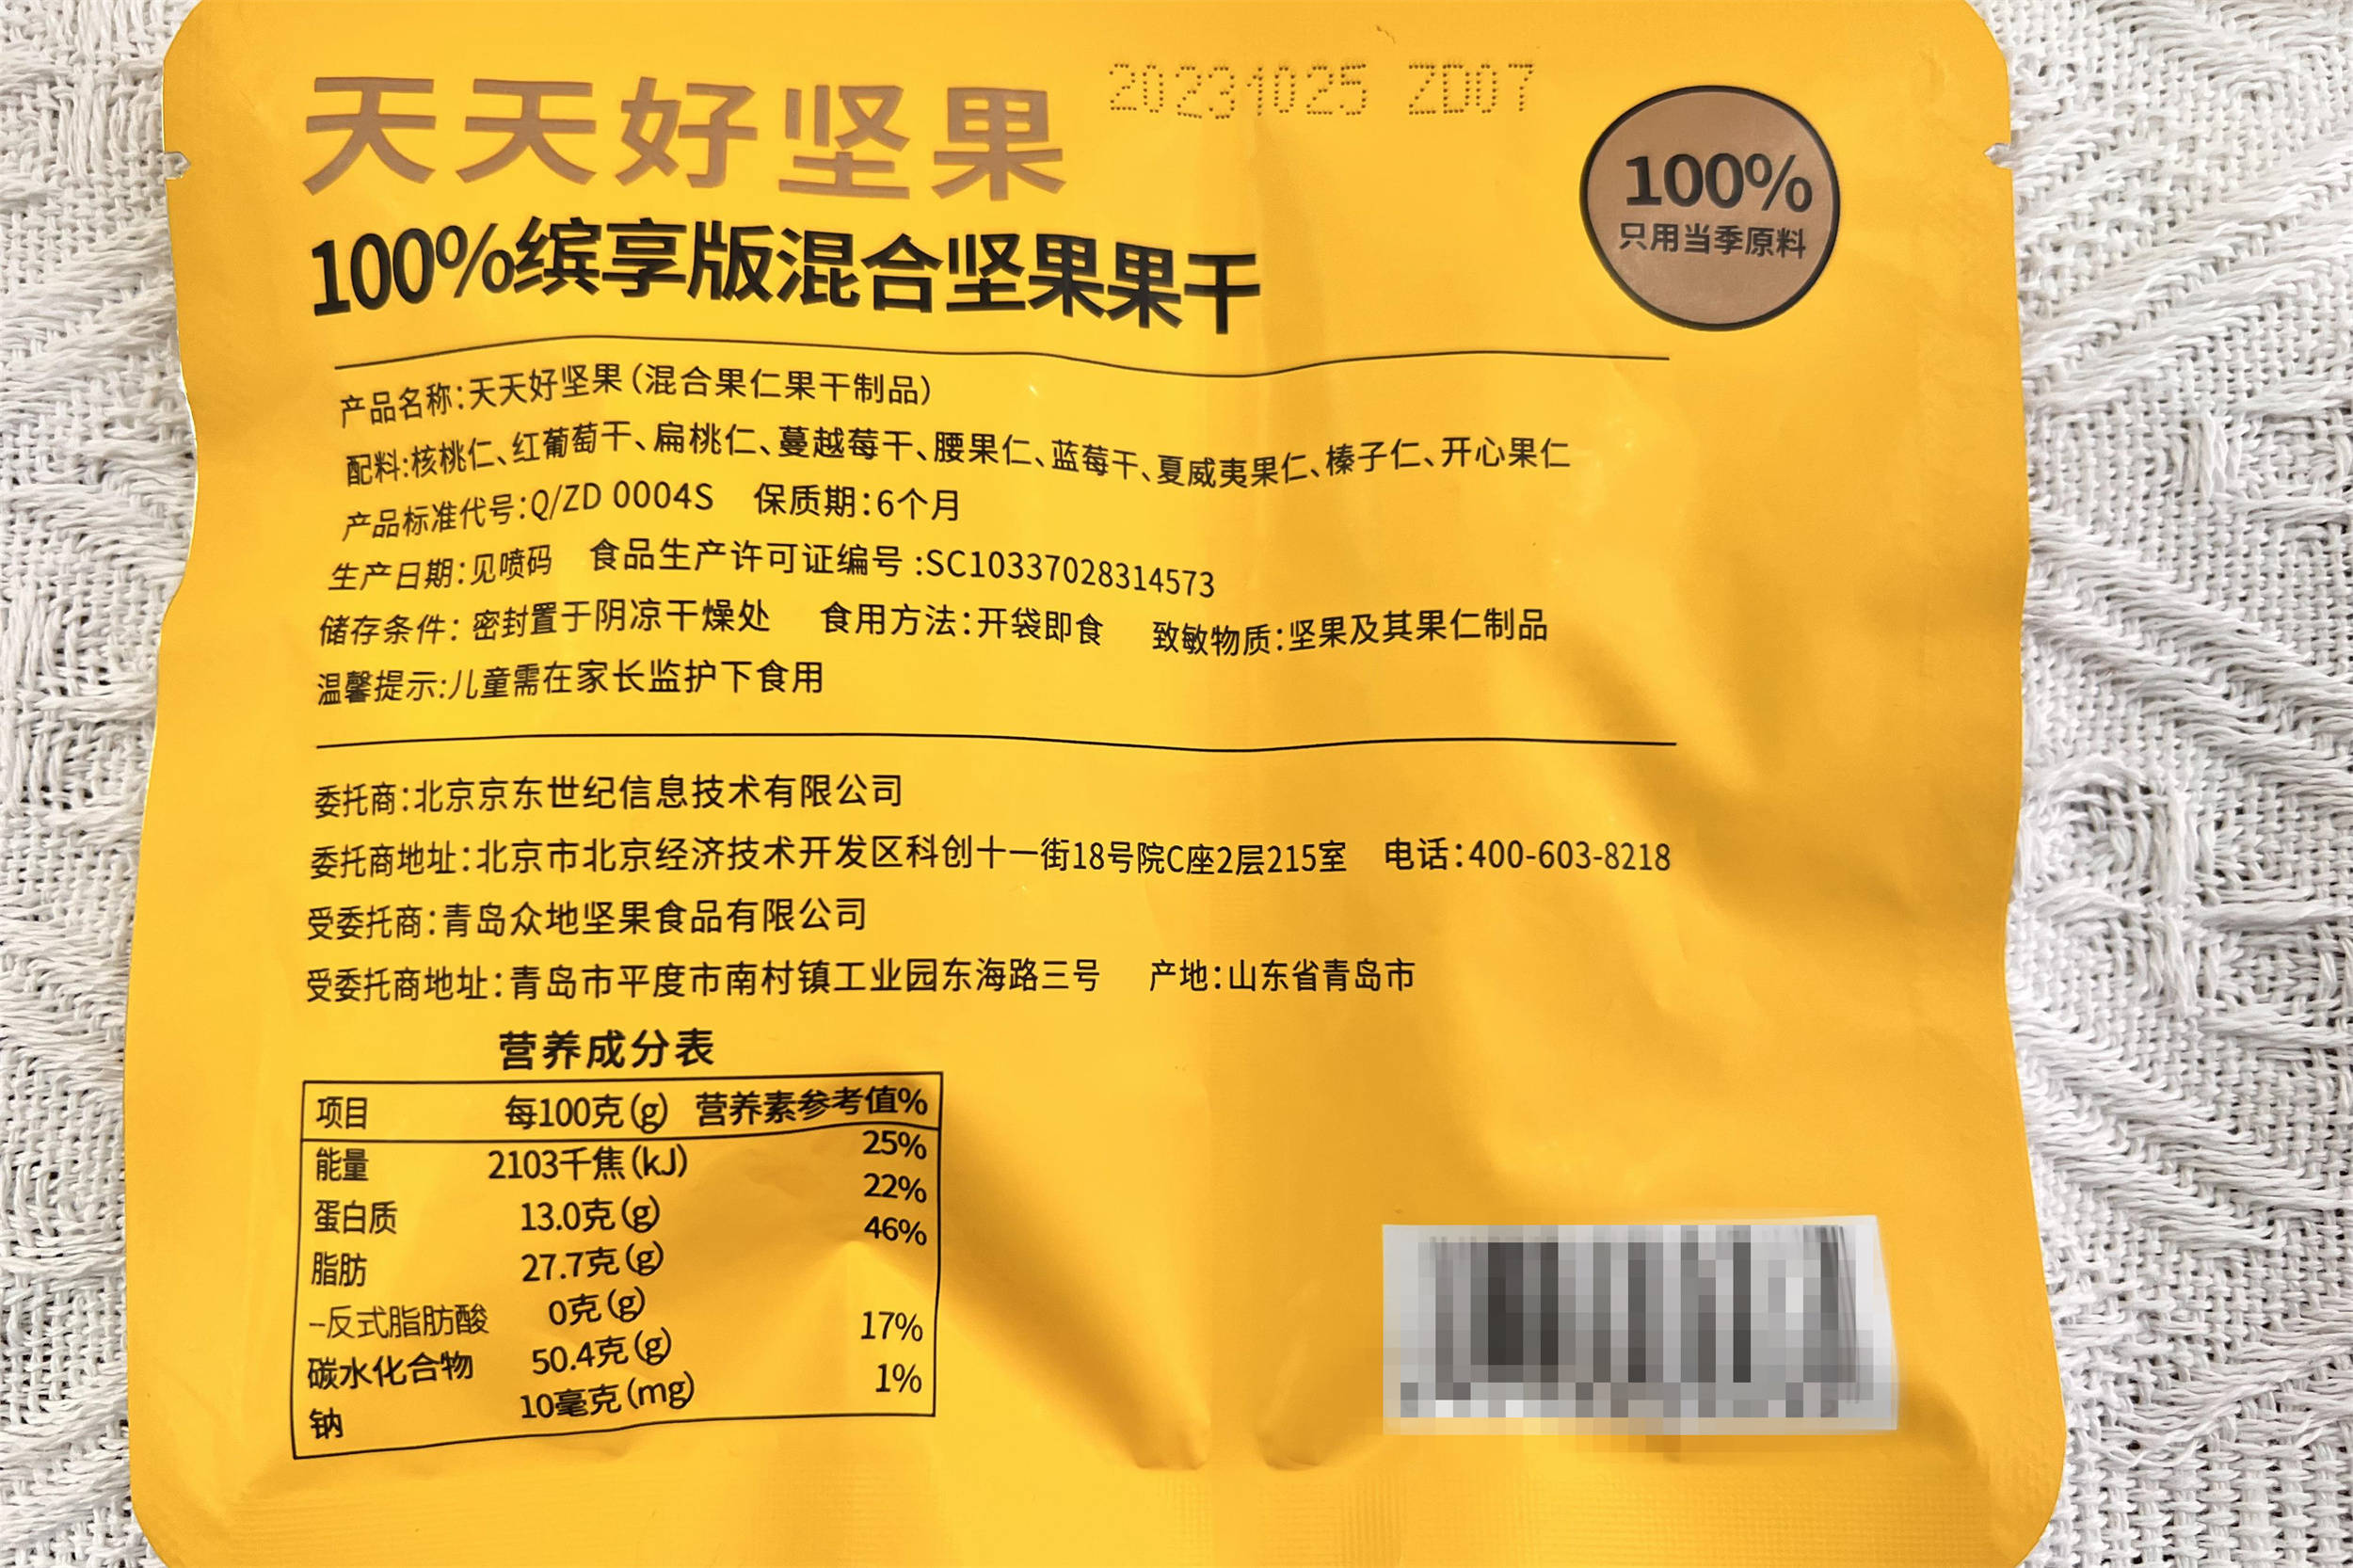 天天好坚果
20231025 ZD07
100%
只用当季原料
100%缤享版混合坚果果干
产品名称:天天好坚果(混合果仁果干制品)
配料:核桃仁、红葡萄干、扁桃仁、蔓越莓干、腰果仁、蓝莓干、夏威夷果仁、榛子仁、开心果仁
产品标准代号:Q/ZD 0004S 保质期:6个月
生产日期:见喷码 食品生产许可证编号:SC10337028314573
储存条件:密封置于阴凉干燥处 食用方法:开袋即食 致敏物质:坚果及其果仁制品
温馨提示:儿童需在家长监护下食用
委托商:北京京东世纪信息技术有限公司
委托商地址:北京市北京经济技术开发区科创十一街18号院C座2层215室 电话:400-603-8218
受委托商:青岛众地坚果食品有限公司
受委托商地址:青岛市平度市南村镇工业园东海路三号 产地:山东省青岛市
营养成分表
项目 每100克(g) 营养素参考值%
能量 2103千焦(kJ) 25%
蛋白质 13.0克(g) 22%
脂肪 27.7克(g) 46%
-反式脂肪酸 0克(g)
碳水化合物 50.4克(g) 17%
钠 10毫克(mg) 1%